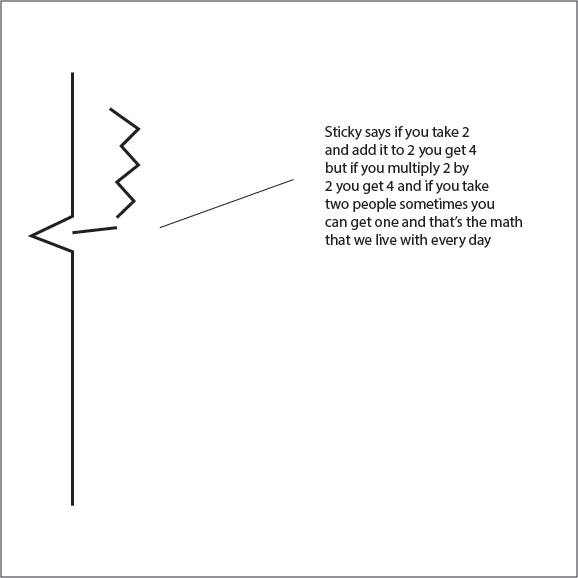 Sticky says if you take 2
and add it to 2 you get 4
but if you multiply 2 by
2 you get 4 and if you take
two people sometimes you
can get one and that's the math
that we live with every day